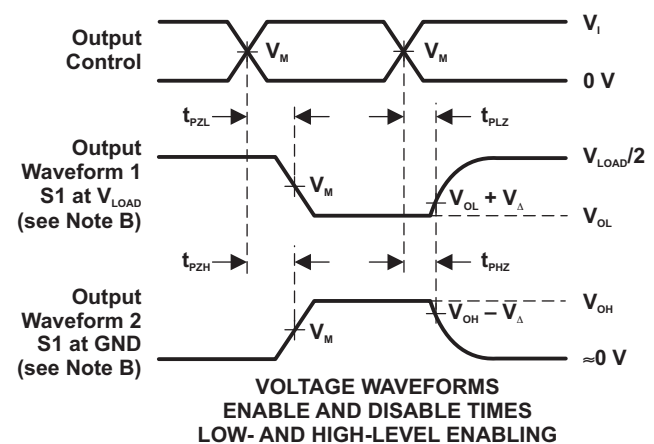 Output
Control
V_M
V_M
V_I
0 V
t_PZL
t_PLZ
Output
Waveform 1
S1 at V_LOAD
(see Note B)
V_M
V_OL + V_Δ
V_LOAD/2
V_OL
t_PZH
t_PHZ
Output
Waveform 2
S1 at GND
(see Note B)
V_M
V_OH – V_Δ
V_OH
≈0 V
VOLTAGE WAVEFORMS
ENABLE AND DISABLE TIMES
LOW- AND HIGH-LEVEL ENABLING